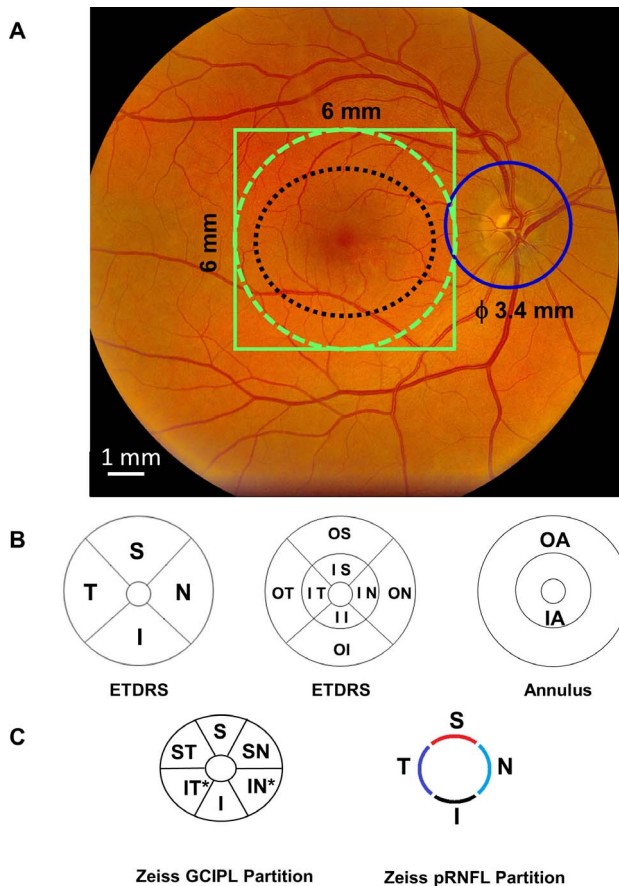 A
6 mm
6 mm
ϕ 3.4 mm
1 mm
B
S
T N
I
ETDRS
OS
I S
OT I T I N ON
I I
OI
ETDRS
OA
IA
Annulus
C
S
ST SN
IT* IN*
I
Zeiss GCIPL Partition
S
T N
I
Zeiss pRNFL Partition